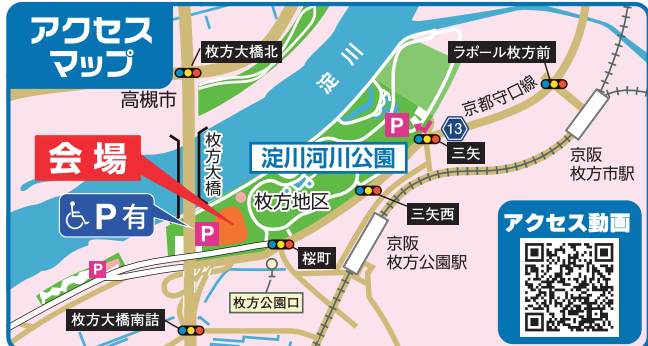 アクセス
マップ
枚方大橋北
高槻市
淀川
ラポール枚方前
京都守口線
P
13
三矢
京阪
枚方市駅
会場
枚方大橋
淀川河川公園
枚方地区
三矢西
P有
P
桜町
京阪
枚方公園駅
アクセス動画
P
枚方公園口
枚方大橋南詰